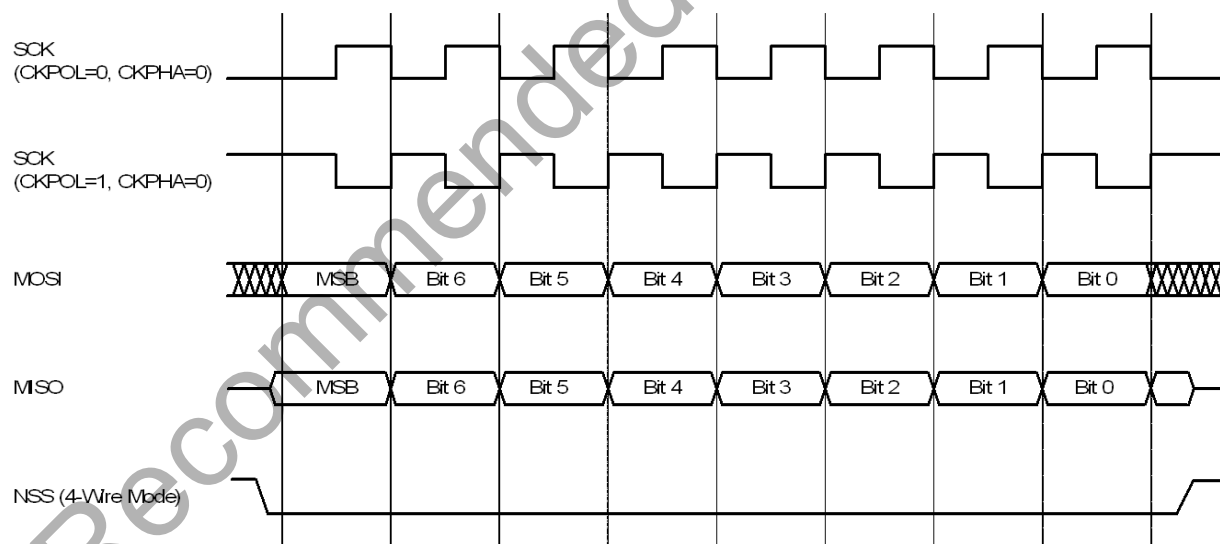 SCK
(CKPOL=0, CKPHA=0)
SCK
(CKPOL=1, CKPHA=0)
MOSI
MSB Bit 6 Bit 5 Bit 4 Bit 3 Bit 2 Bit 1 Bit 0
MISO
MSB Bit 6 Bit 5 Bit 4 Bit 3 Bit 2 Bit 1 Bit 0
NSS (4-Wire Mode)
Recommended